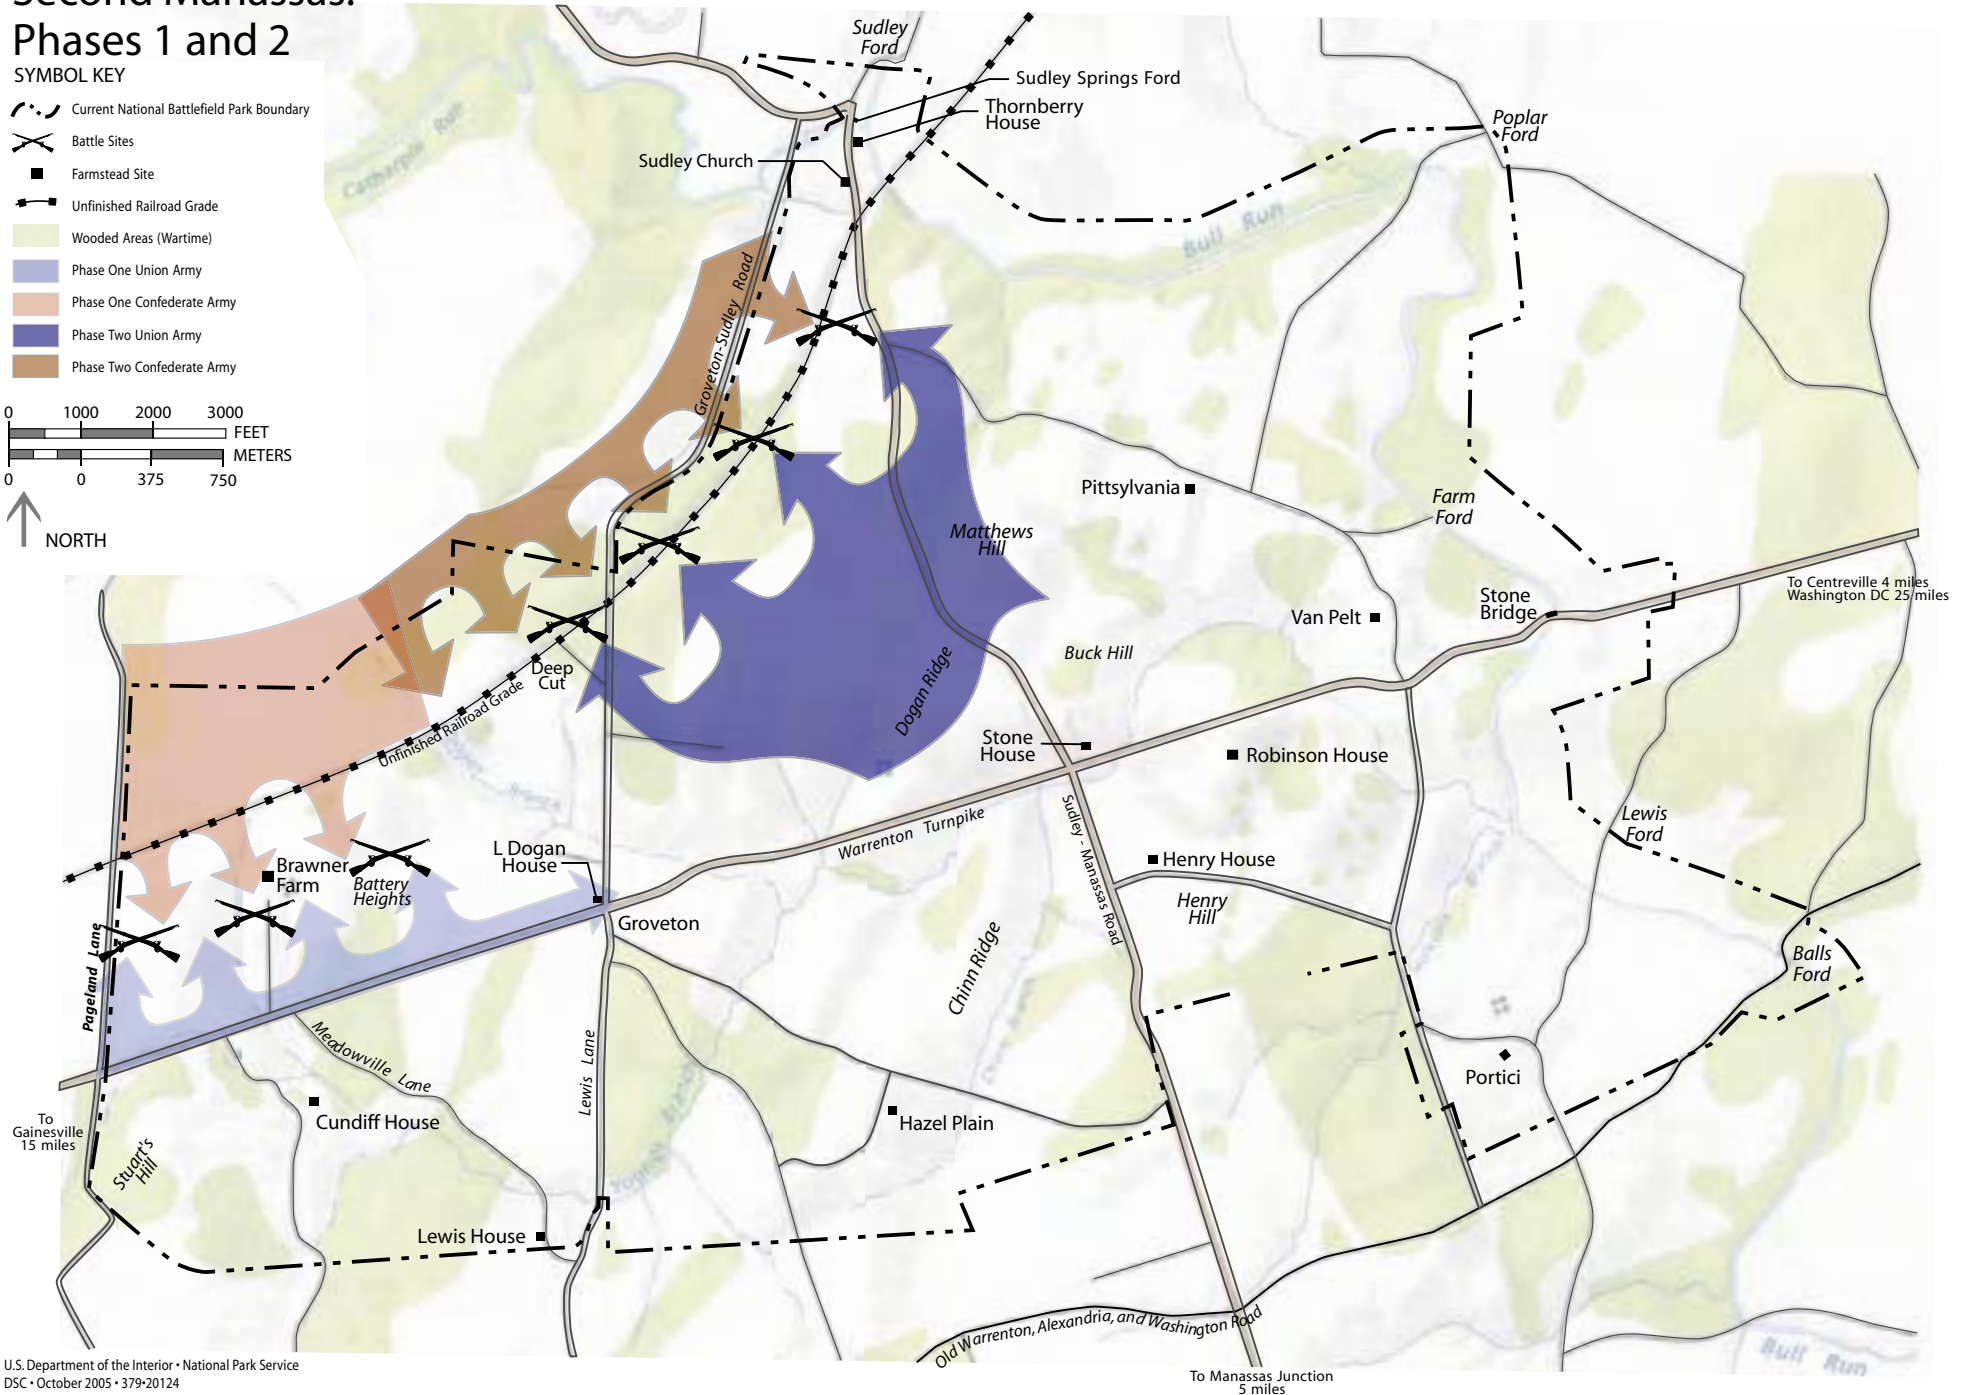 Second Manassas:
Phases 1 and 2
SYMBOL KEY
Current National Battlefield Park Boundary
Battle Sites
Farmstead Site
Unfinished Railroad Grade
Wooded Areas (Wartime)
Phase One Union Army
Phase One Confederate Army
Phase Two Union Army
Phase Two Confederate Army
0 1000 2000 3000
FEET
METERS
0 0 375 750
NORTH
Sudley
Ford
Sudley Springs Ford
Thornberry
House
Sudley Church
Poplar
Ford
Catharpin Run
Bull Run
Groveton-Sudley Road
Pittsylvania
Farm
Ford
Matthews
Hill
Stone
Bridge
To Centreville 4 miles
Washington DC 25 miles
Van Pelt
Buck Hill
Dogan Ridge
Deep
Cut
Unfinished Railroad Grade
Stone
House
Robinson House
Warrenton Turnpike
Sudley - Manassas Road
Lewis
Ford
L Dogan
House
Brawner
Farm
Battery
Heights
Henry House
Henry
Hill
Groveton
Pageland Lane
Chinn Ridge
Balls
Ford
Meadowville Lane
Lewis Lane
Young's Branch
Portici
To
Gainesville
15 miles
Cundiff House
Hazel Plain
Stuart's
Hill
Lewis House
Old Warrenton, Alexandria, and Washington Road
Bull Run
To Manassas Junction
5 miles
U.S. Department of the Interior • National Park Service
DSC • October 2005 • 379•20124